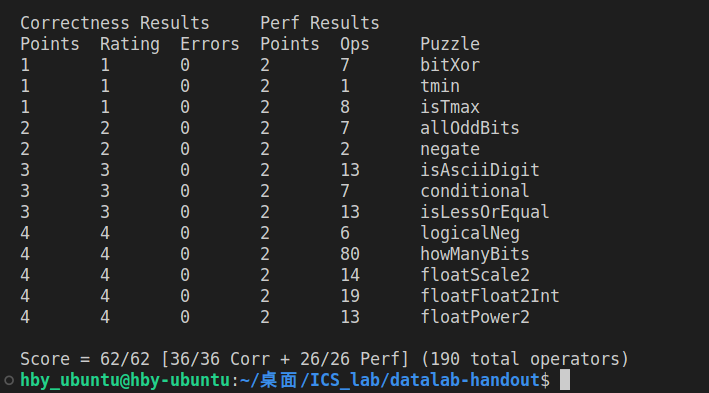 Correctness Results     Perf Results
Points  Rating  Errors  Points  Ops     Puzzle
1       1       0       2       7       bitXor
1       1       0       2       1       tmin
1       1       0       2       8       isTmax
2       2       0       2       7       allOddBits
2       2       0       2       2       negate
3       3       0       2       13      isAsciiDigit
3       3       0       2       7       conditional
3       3       0       2       13      isLessOrEqual
4       4       0       2       6       logicalNeg
4       4       0       2       80      howManyBits
4       4       0       2       14      floatScale2
4       4       0       2       19      floatFloat2Int
4       4       0       2       13      floatPower2
Score = 62/62 [36/36 Corr + 26/26 Perf] (190 total operators)
hby_ubuntu@hby-ubuntu:~/桌面/ICS_lab/datalab-handout$